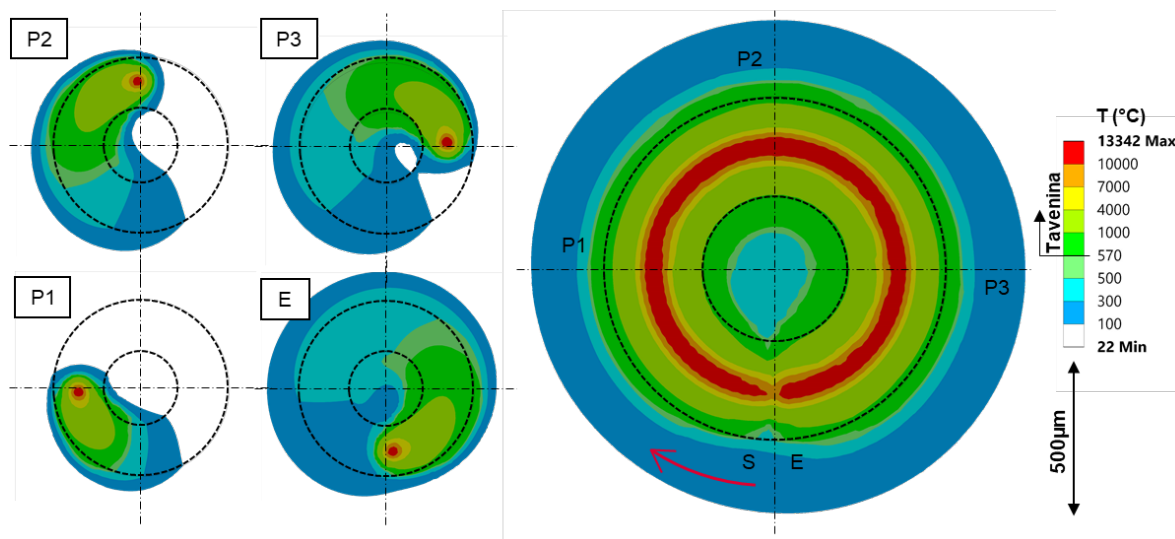 P2
P3
P1
E
P2
P1
P3
S
E
T (°C)
13342 Max
10000
7000
4000
1000
570
500
300
100
22 Min
Tavenina
500µm